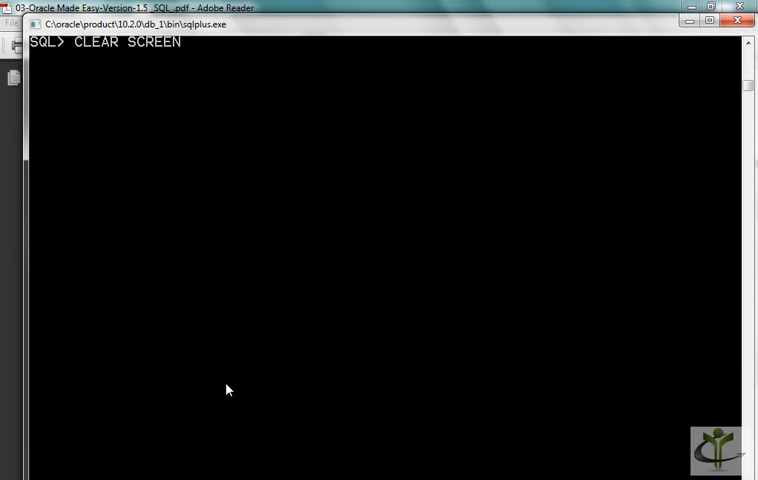 03-Oracle Made Easy-Version-1.5 _SQL_.pdf - Adobe Reader
File
C:\oracle\product\10.2.0\db_1\bin\sqlplus.exe
SQL> CLEAR SCREEN